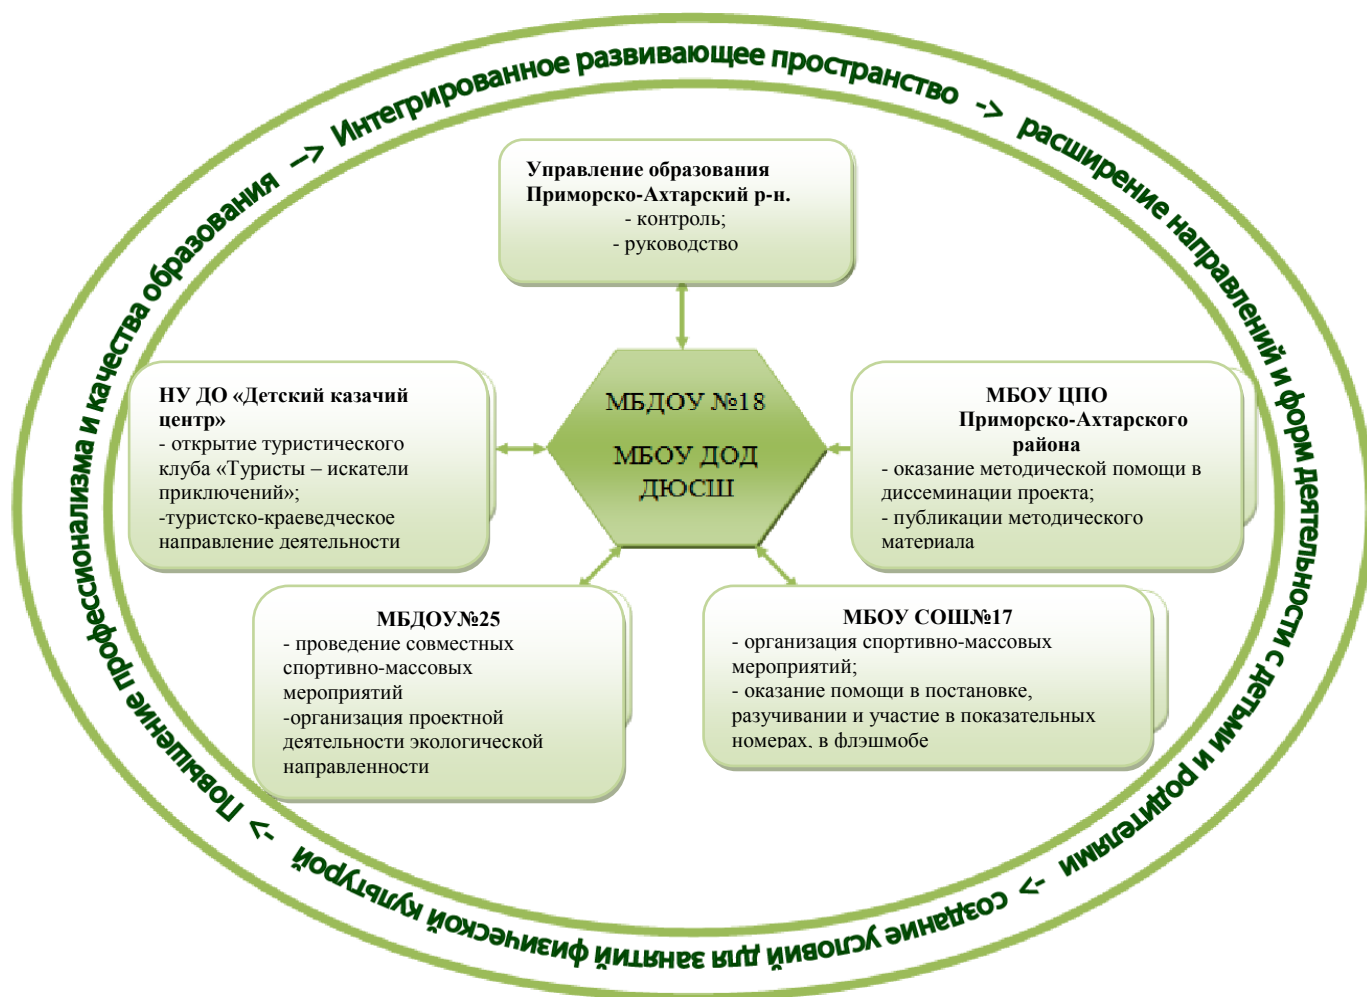 Интегрированное развивающее пространство -> расширение направлений и форм деятельности с детьми и родителями -> создание условий для занятий физической культурой -> Повышение профессионализма и качества образования -->
Управление образования
Приморско-Ахтарский р-н.
- контроль;
- руководство
НУ ДО «Детский казачий
центр»
- открытие туристического
клуба «Туристы – искатели
приключений»;
-туристско-краеведческое
направление деятельности
МБДОУ №18
МБОУ ДОД
ДЮСШ
МБОУ ЦПО
Приморско-Ахтарского
района
- оказание методической помощи в
диссеминации проекта;
- публикации методического
материала
МБДОУ№25
- проведение совместных
спортивно-массовых
мероприятий
-организация проектной
деятельности экологической
направленности
МБОУ СОШ№17
- организация спортивно-массовых
мероприятий;
- оказание помощи в постановке,
разучивании и участие в показательных
номерах, в флэшмобе